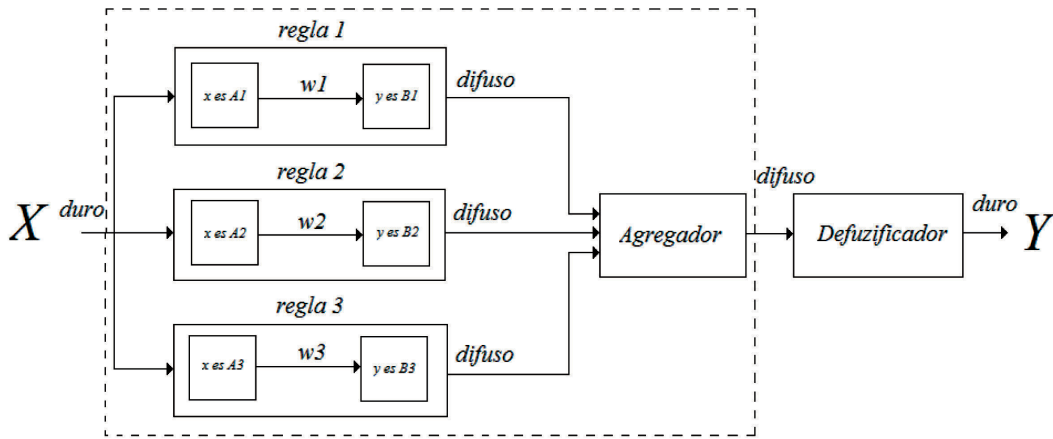 regla 1
x es A1
w1
y es B1
difuso
regla 2
x es A2
w2
y es B2
difuso
regla 3
x es A3
w3
y es B3
difuso
X
duro
Agregador
difuso
Defuzificador
duro
Y